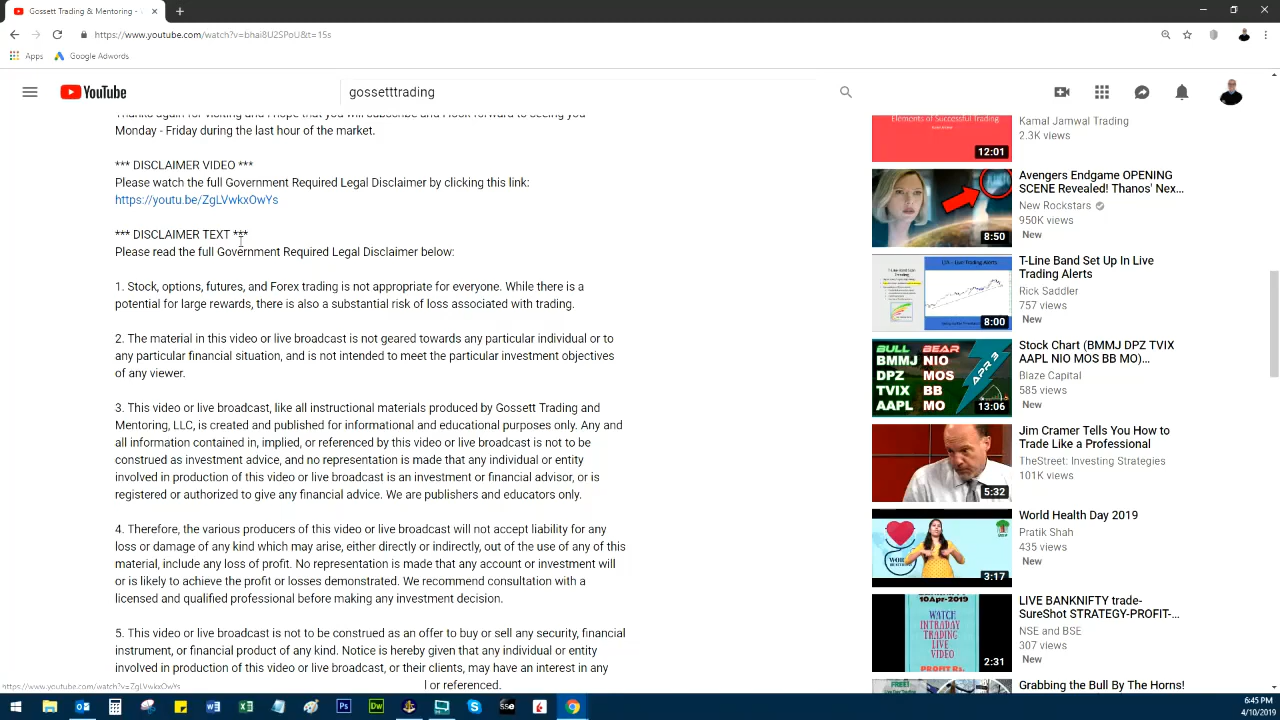 Gossett Trading & Mentoring -
https://www.youtube.com/watch?v=bhai8U2SPoU&t=15s
Apps
Google Adwords
YouTube
gossetttrading
Monday - Friday during the last hour of the market.
*** DISCLAIMER VIDEO ***
Please watch the full Government Required Legal Disclaimer by clicking this link:
https://youtu.be/ZgLVwkxOwYs
*** DISCLAIMER TEXT ***
Please read the full Government Required Legal Disclaimer below:
1. Stock, Options, Futures, and Forex trading is not appropriate for everyone. While there is a
potential for high rewards, there is also a substantial risk of loss associated with trading.
2. The material in this video or live broadcast is not geared towards any particular individual or to
any particular financial situation, and is not intended to meet the particular investment objectives
of any viewer.
3. This video or live broadcast, like all instructional materials produced by Gossett Trading and
Mentoring, LLC, is created and published for informational and educational purposes only. Any and
all information contained in, implied, or referenced by this video or live broadcast is not to be
construed as investment advice, and no representation is made that any individual or entity
involved in production of this video or live broadcast is an investment or financial advisor, or is
registered or authorized to give any financial advice. We are publishers and educators only.
4. Therefore, the various producers of this video or live broadcast will not accept liability for any
loss or damage of any kind which may arise, either directly or indirectly, out of the use of any of this
material, including any loss of profit. No representation is made that any account or investment will
or is likely to achieve the profit or losses demonstrated. We recommend consultation with a
licensed and qualified professional before making any investment decision.
5. This video or live broadcast is not to be construed as an offer to buy or sell any security, financial
instrument, or financial product of any kind. Notice is hereby given that any individual or entity
involved in production of this video or live broadcast, or their clients, may have an interest in any
or referenced.
https://www.youtube.com/watch?v=ZgLVwkxOwYs
Elements of Successful Trading
12:01
Kamal Jamwal Trading
2.3K views
8:50
Avengers Endgame OPENING
SCENE Revealed! Thanos' Nex...
New Rockstars
950K views
New
8:00
T-Line Band Set Up In Live
Trading Alerts
Rick Saddler
757 views
New
BULL BEAR
BMMJ NIO
DPZ MOS
TVIX BB
AAPL MO
APR 3
13:06
Stock Chart (BMMJ DPZ TVIX
AAPL NIO MOS BB MO)...
Blaze Capital
585 views
New
5:32
Jim Cramer Tells You How to
Trade Like a Professional
TheStreet: Investing Strategies
101K views
3:17
World Health Day 2019
Pratik Shah
435 views
New
10Apr-2019
WATCH
INTRADAY
TRADING
LIVE
VIDEO
PROFIT Rs.
2:31
LIVE BANKNIFTY trade-
SureShot STRATEGY-PROFIT-...
NSE and BSE
307 views
New
FREE!
Grabbing the Bull By The Horns!
6:45 PM
4/10/2019